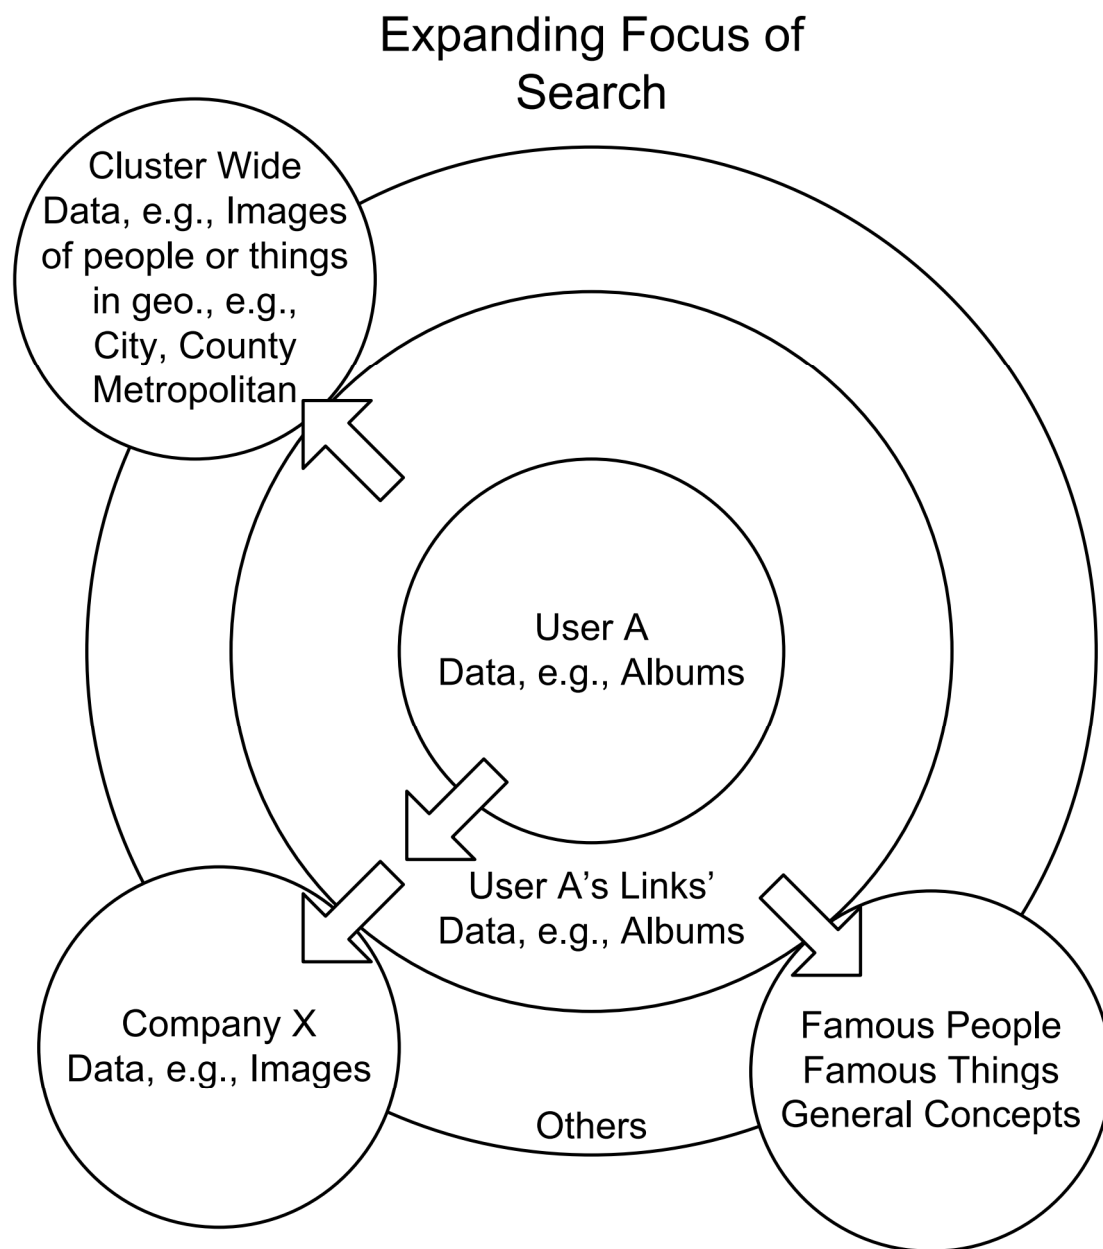 Expanding Focus of
Search
Cluster Wide
Data, e.g., Images
of people or things
in geo., e.g.,
City, County
Metropolitan
User A
Data, e.g., Albums
User A's Links'
Data, e.g., Albums
Company X
Data, e.g., Images
Famous People
Famous Things
General Concepts
Others